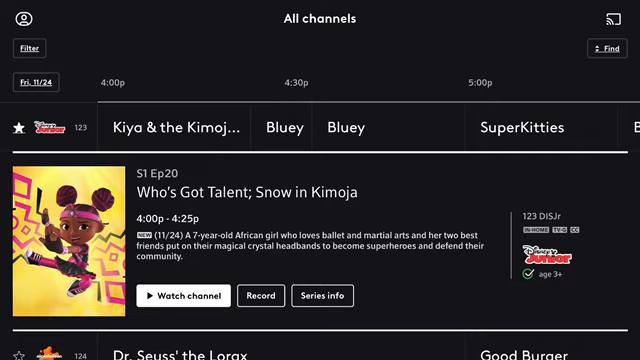 All channels
Filter
Find
Fri, 11/24
4:00p
4:30p
5:00p
Disney Junior
123
Kiya & the Kimoj...
Bluey
Bluey
SuperKitties
B
S1 Ep20
Who's Got Talent; Snow in Kimoja
4:00p - 4:25p
NEW (11/24) A 7-year-old African girl who loves ballet and martial arts and her two best
friends put on their magical crystal headbands to become superheroes and defend their
community.
Watch channel
Record
Series info
123 DISJr
IN-HOME TV-G CC
Disney Junior
age 3+
124
Dr. Seuss' the Lorax
Good Burger